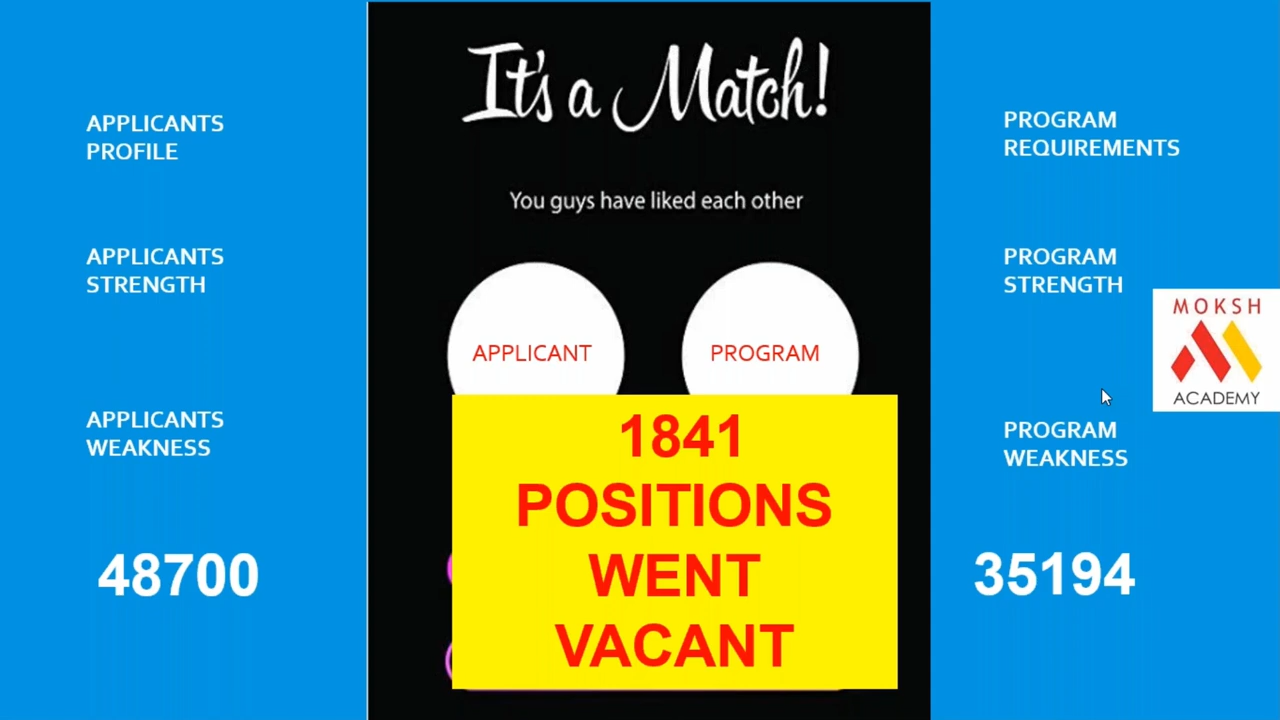 It's a Match!
You guys have liked each other
APPLICANTS
PROFILE
APPLICANTS
STRENGTH
APPLICANTS
WEAKNESS
48700
APPLICANT
PROGRAM
1841
POSITIONS
WENT
VACANT
PROGRAM
REQUIREMENTS
PROGRAM
STRENGTH
MOKSH
ACADEMY
PROGRAM
WEAKNESS
35194